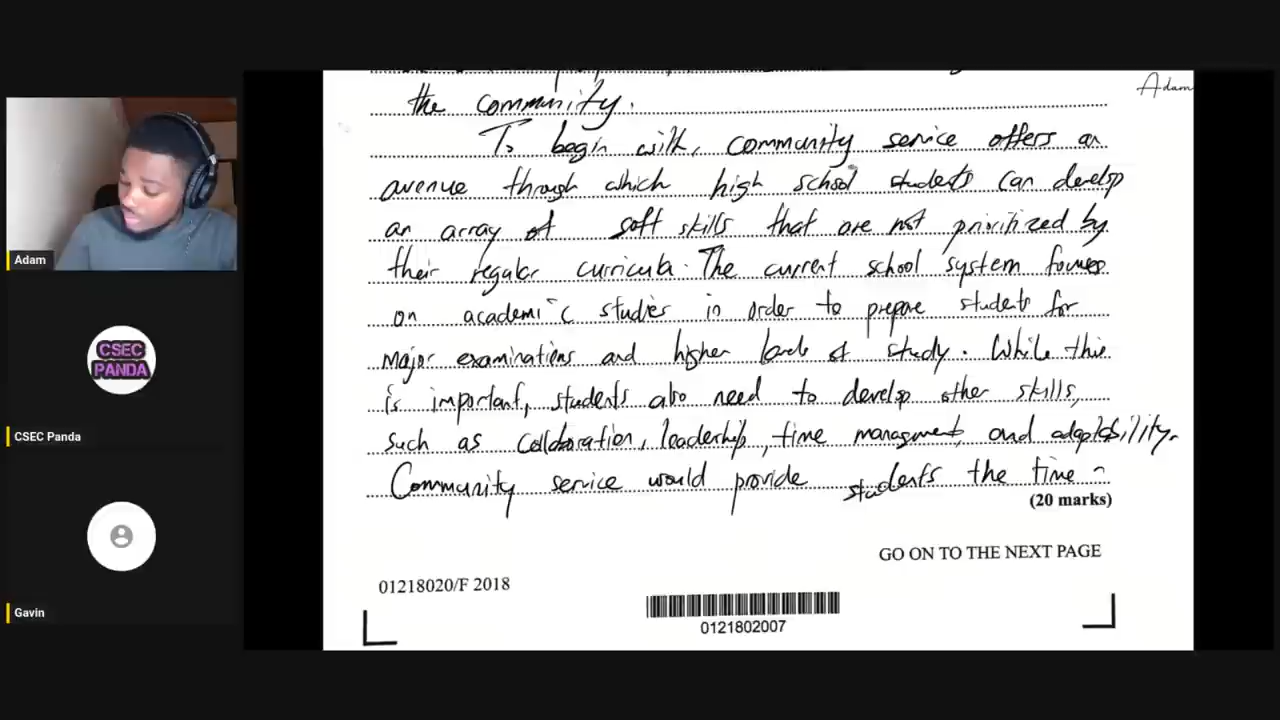 Adam
the community.
To begin with, community service offers an
avenue through which high school students can develop
an array of soft skills that are not prioritized by
their regular curricula. The current school system focuses
on academic studies in order to prepare students for
major examinations and higher levels of study. While this
is important, students also need to develop other skills,
such as collaboration, leadership, time managment, and adaptability.
Community service would provide students the time
(20 marks)
GO ON TO THE NEXT PAGE
01218020/F 2018
0121802007
Adam
CSEC
PANDA
CSEC Panda
Gavin